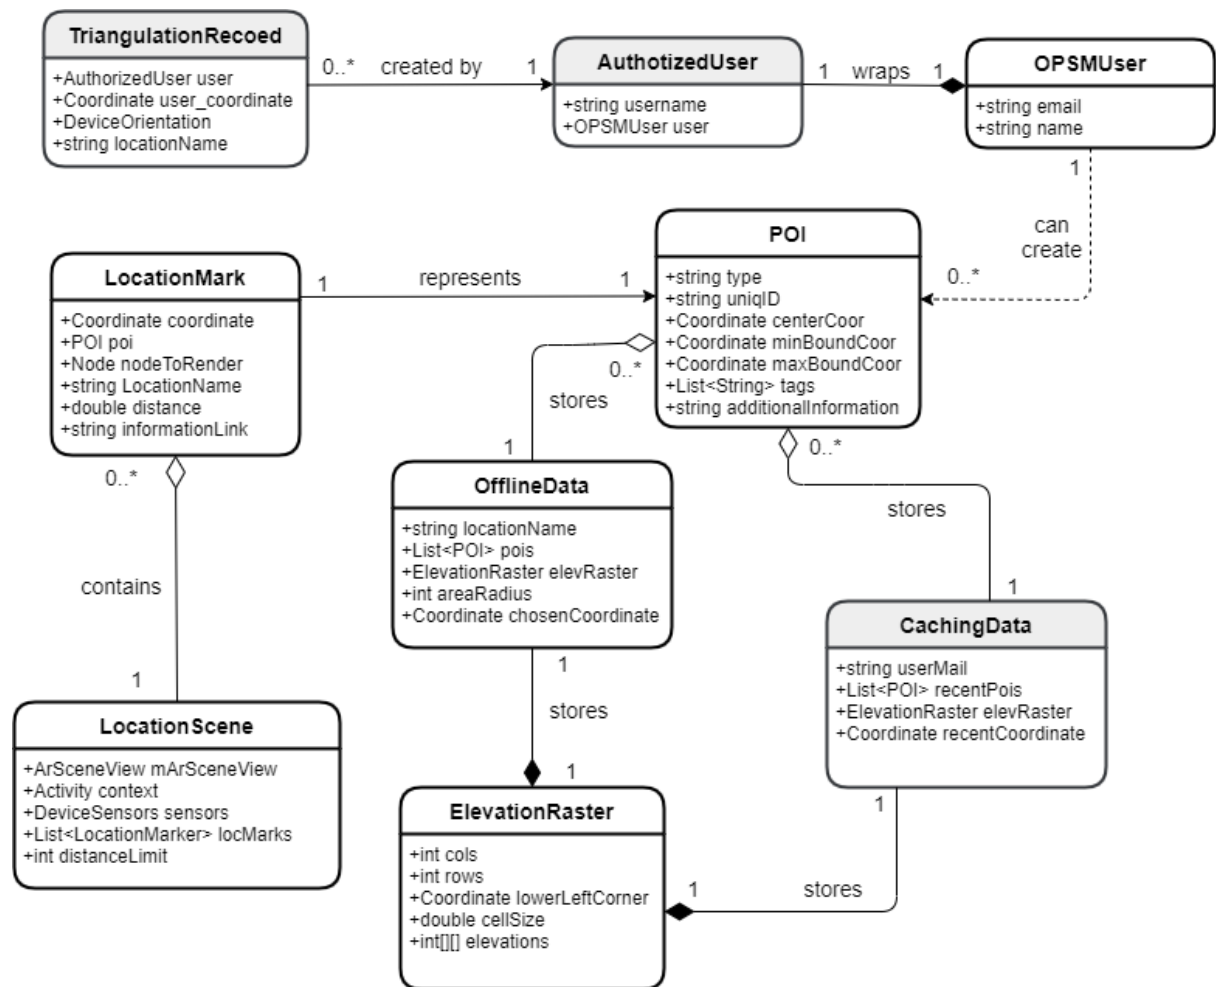 TriangulationRecoed
+AuthorizedUser user
+Coordinate user_coordinate
+DeviceOrientation
+string locationName
0..* created by 1
AuthotizedUser
+string username
+OPSMUser user
1 wraps 1
OPSMUser
+string email
+string name
1
can
create
0..*
POI
+string type
+string uniqID
+Coordinate centerCoor
+Coordinate minBoundCoor
+Coordinate maxBoundCoor
+List<String> tags
+string additionalInformation
LocationMark
+Coordinate coordinate
+POI poi
+Node nodeToRender
+string LocationName
+double distance
+string informationLink
1 represents 1
0..*
stores
1
0..*
stores
1
0..*
contains
1
OfflineData
+string locationName
+List<POI> pois
+ElevationRaster elevRaster
+int areaRadius
+Coordinate chosenCoordinate
CachingData
+string userMail
+List<POI> recentPois
+ElevationRaster elevRaster
+Coordinate recentCoordinate
LocationScene
+ArSceneView mArSceneView
+Activity context
+DeviceSensors sensors
+List<LocationMarker> locMarks
+int distanceLimit
1
stores
1
ElevationRaster
+int cols
+int rows
+Coordinate lowerLeftCorner
+double cellSize
+int[][] elevations
1
1 stores